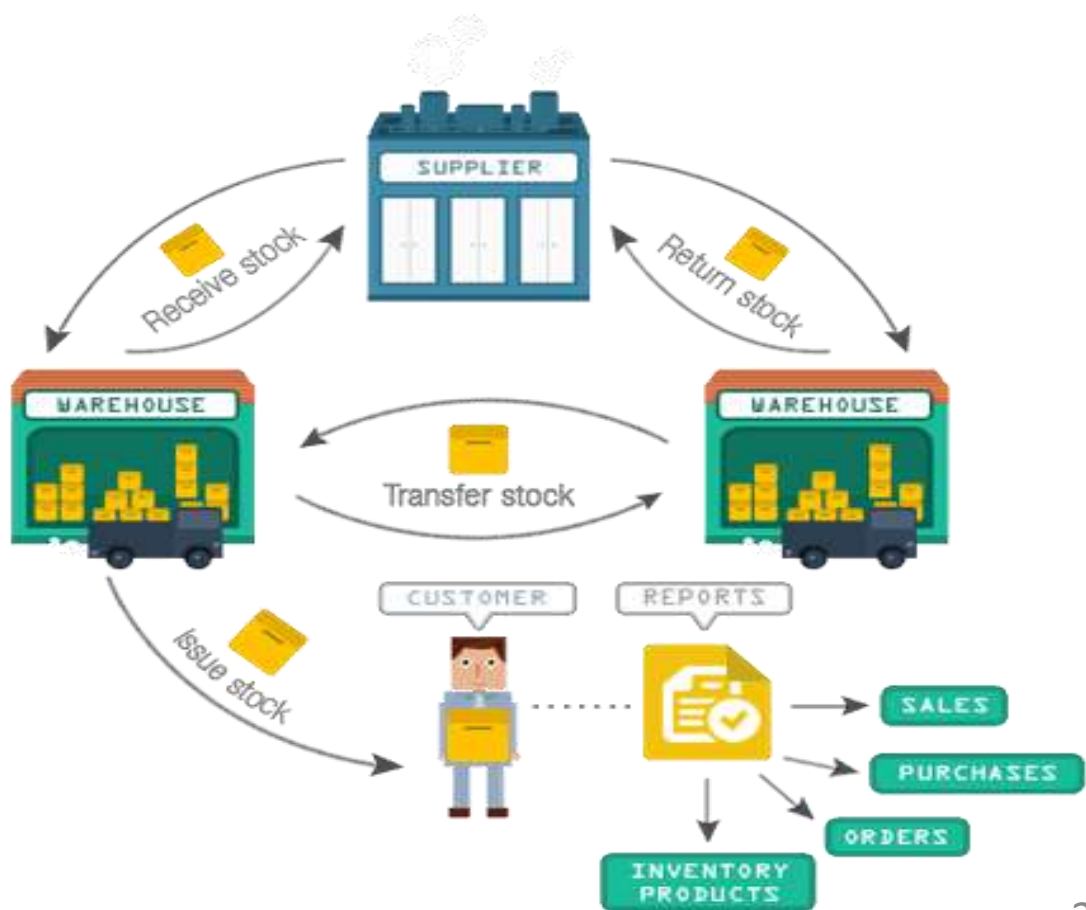 SUPPLIER
Receive stock
Return stock
WAREHOUSE
WAREHOUSE
Transfer stock
CUSTOMER
REPORTS
Issue stock
SALES
PURCHASES
ORDERS
INVENTORY
PRODUCTS